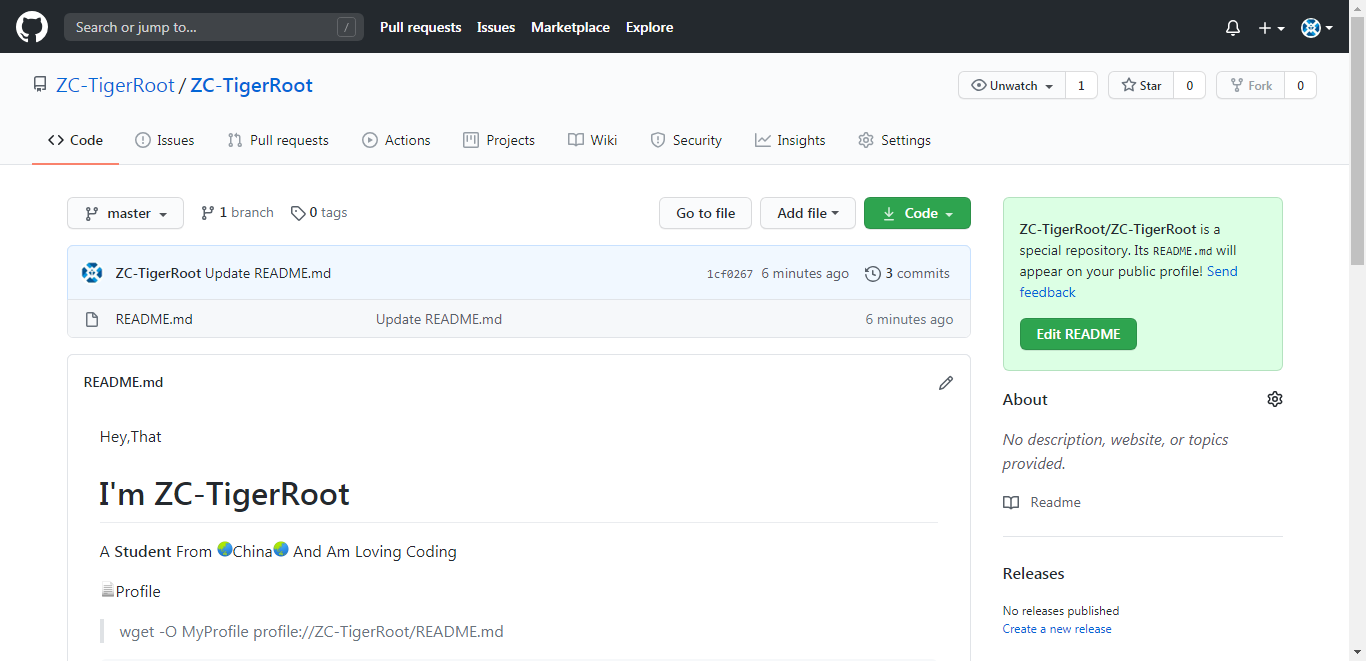 Search or jump to... /
Pull requests Issues Marketplace Explore
ZC-TigerRoot / ZC-TigerRoot
Unwatch 1 Star 0 Fork 0
Code Issues Pull requests Actions Projects Wiki Security Insights Settings
master 1 branch 0 tags Go to file Add file Code
ZC-TigerRoot Update README.md 1cf0267 6 minutes ago 3 commits
README.md Update README.md 6 minutes ago
README.md
Hey,That
I'm ZC-TigerRoot
A Student From 🌏China🌏 And Am Loving Coding
Profile
wget -O MyProfile profile://ZC-TigerRoot/README.md
ZC-TigerRoot/ZC-TigerRoot is a
special repository. Its README.md will
appear on your public profile! Send
feedback
Edit README
About
No description, website, or topics
provided.
Readme
Releases
No releases published
Create a new release